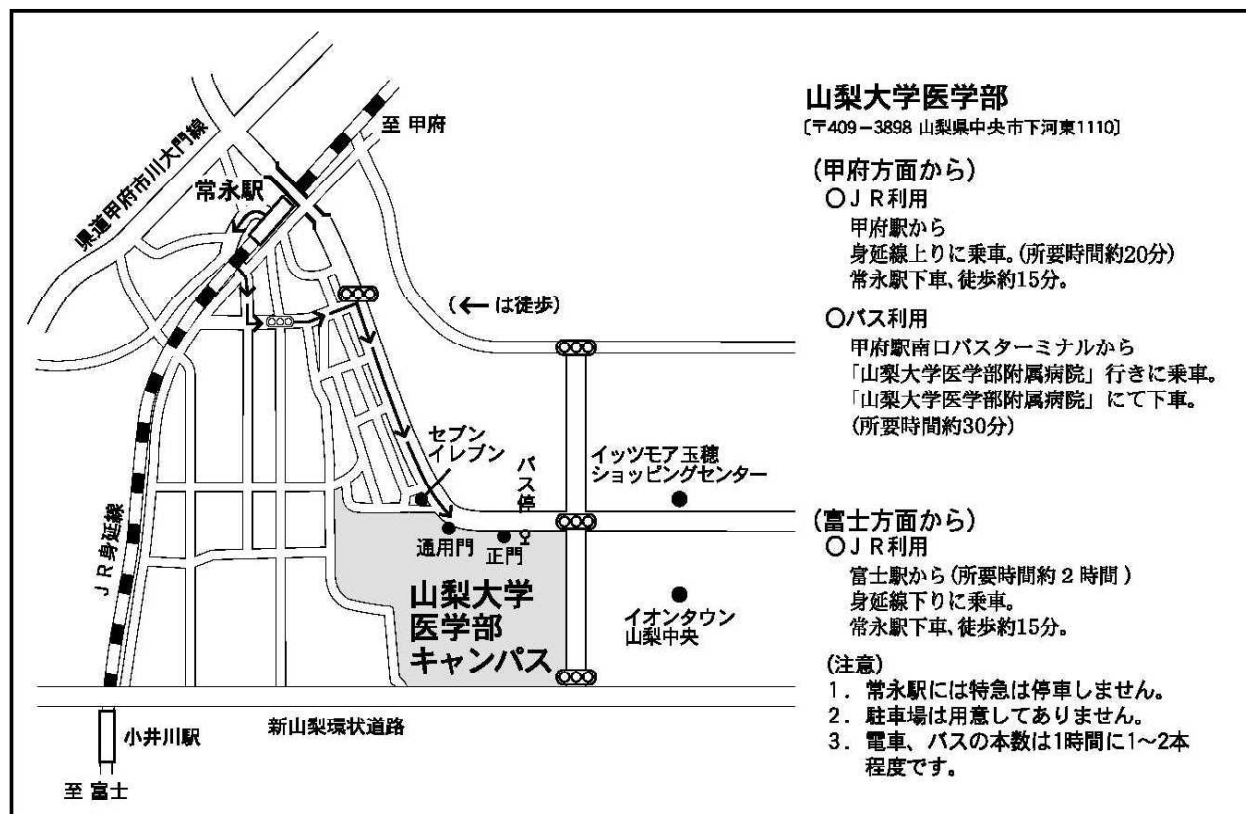 県道甲府市川大門線
至 甲府
常永駅
(←は徒歩)
セブン
イレブン
バス停
イッツモア玉穂
ショッピングセンター
通用門
正門
山梨大学
医学部
キャンパス
イオンタウン
山梨中央
JR身延線
小井川駅
新山梨環状道路
至 富士
山梨大学医学部
〔〒409-3898 山梨県中央市下河東1110〕
(甲府方面から)
○JR利用
甲府駅から
身延線上りに乗車。(所要時間約20分)
常永駅下車、徒歩約15分。
○バス利用
甲府駅南口バスターミナルから
「山梨大学医学部附属病院」行きに乗車。
「山梨大学医学部附属病院」にて下車。
(所要時間約30分)
(富士方面から)
○JR利用
富士駅から(所要時間約2時間)
身延線下りに乗車。
常永駅下車、徒歩約15分。
(注意)
1. 常永駅には特急は停車しません。
2. 駐車場は用意してありません。
3. 電車、バスの本数は1時間に1~2本
程度です。